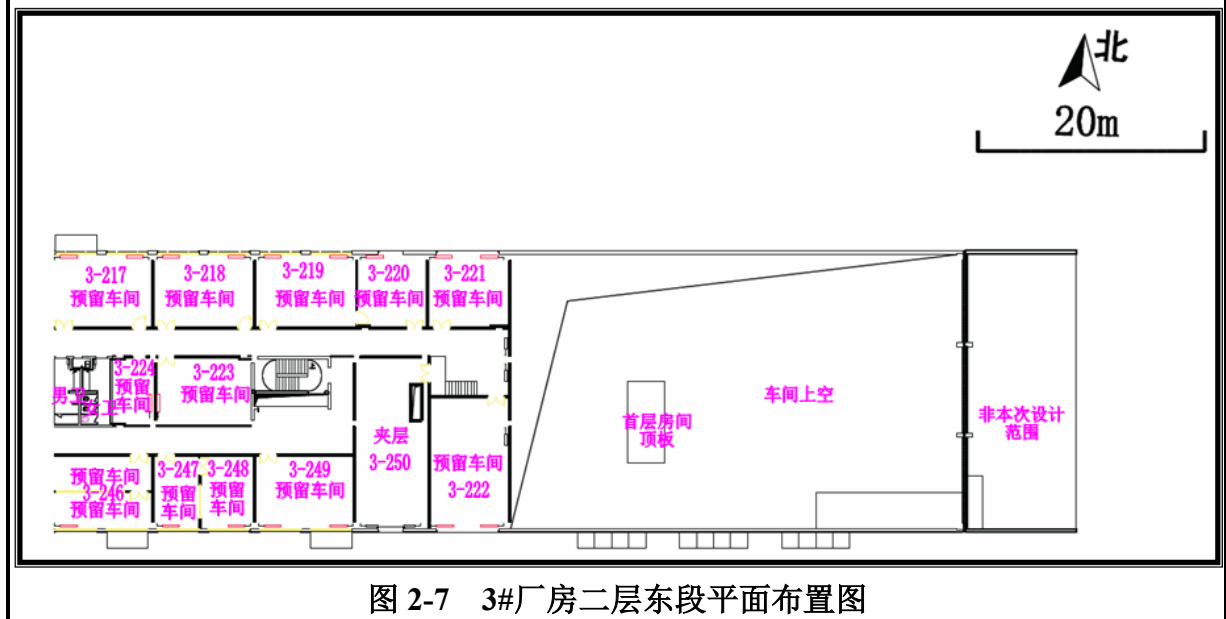 北
20m
3-217
预留车间
3-218
预留车间
3-219
预留车间
3-220
预留车间
3-221
预留车间
男卫
女卫
3-224
预留
车间
3-223
预留车间
夹层
3-250
预留车间
3-222
首层房间
顶板
车间上空
非本次设计
范围
预留车间
3-246
预留车间
3-247
预留
车间
3-248
预留
车间
3-249
预留车间
图 2-7 3#厂房二层东段平面布置图